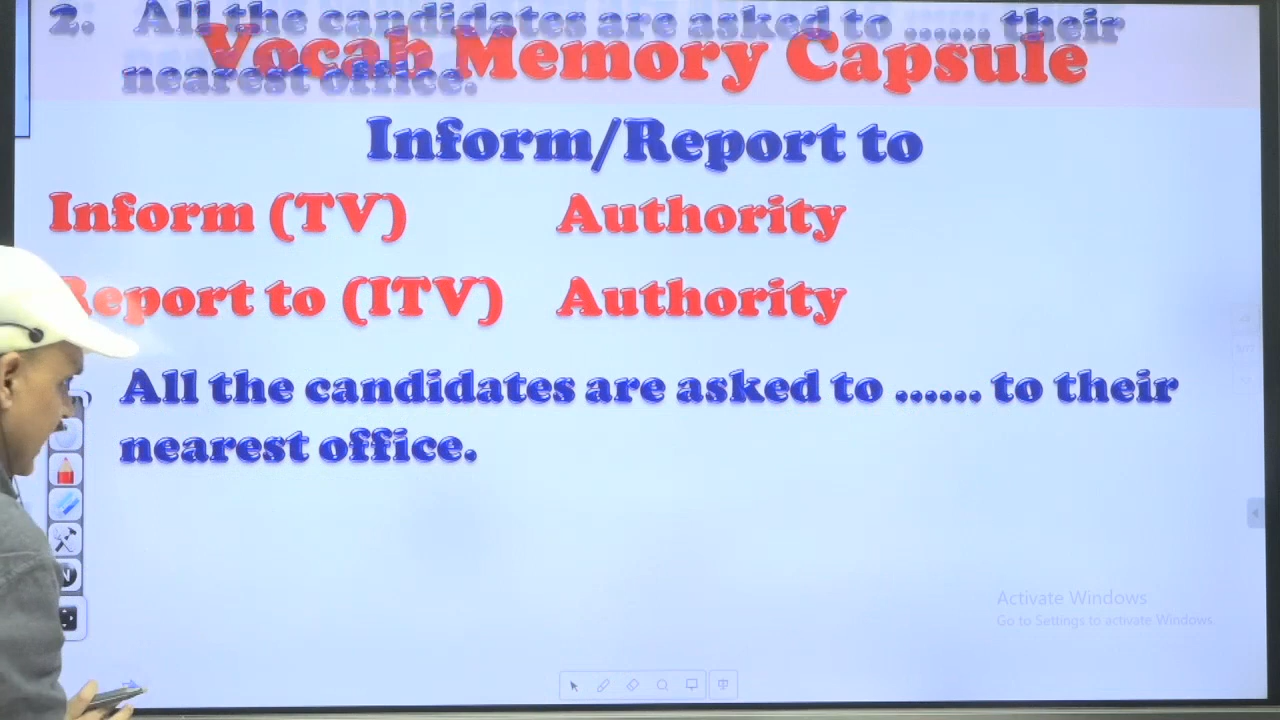 2. All the candidates are asked to ...... their
Vocab Memory Capsule
nearest office.
Inform/Report to
Inform (TV) Authority
Report to (ITV) Authority
All the candidates are asked to ...... to their
nearest office.
Activate Windows
Go to Settings to activate Windows.